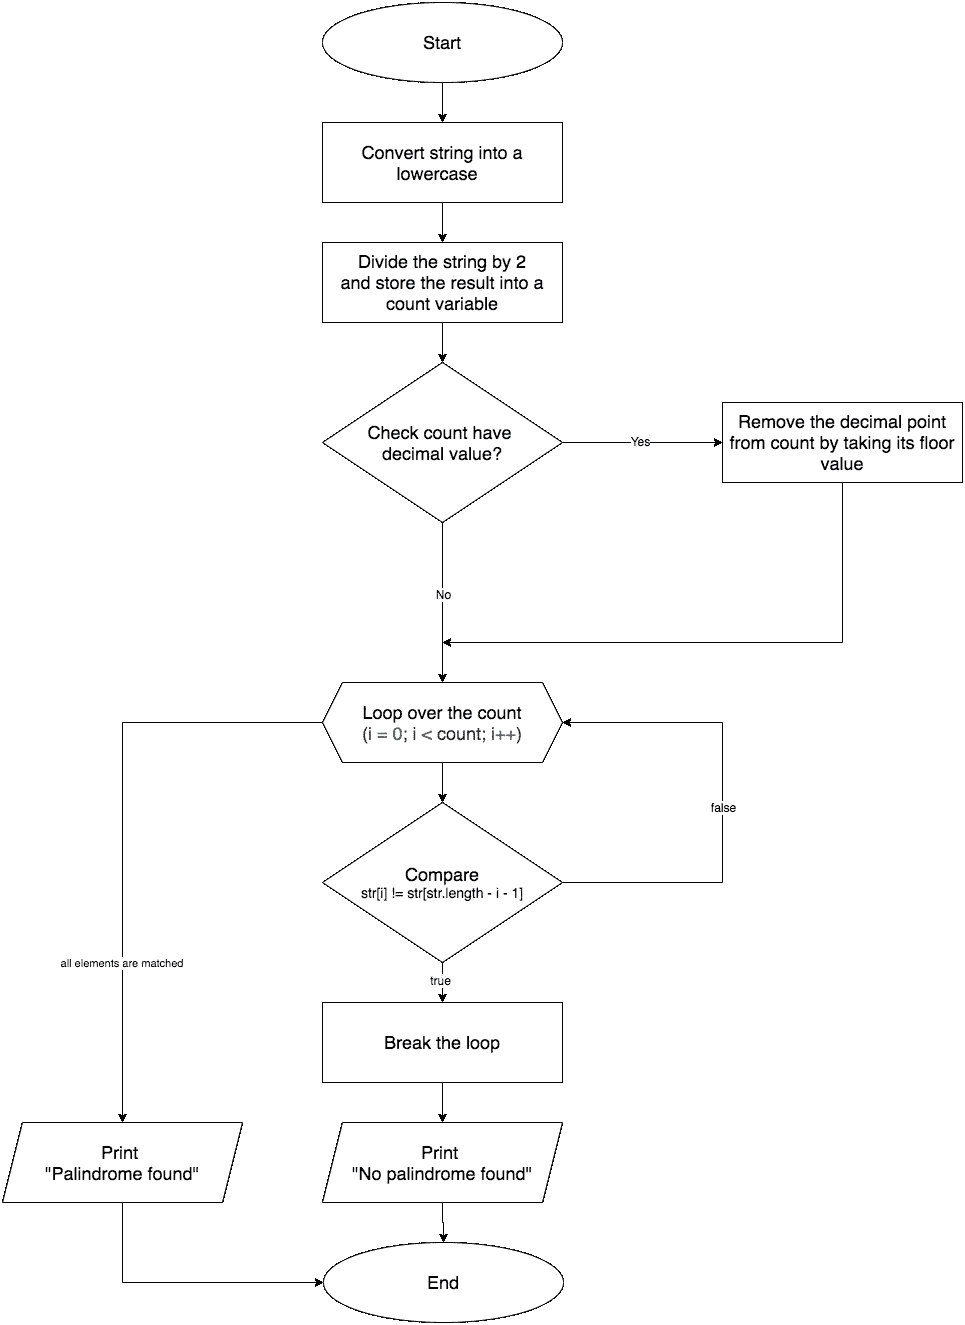 Start
Convert string into a
lowercase
Divide the string by 2
and store the result into a
count variable
Check count have
decimal value?
Yes
Remove the decimal point
from count by taking its floor
value
No
Loop over the count
(i = 0; i < count; i++)
false
Compare
str[i] != str[str.length - i - 1]
all elements are matched
true
Break the loop
Print
"Palindrome found"
Print
"No palindrome found"
End